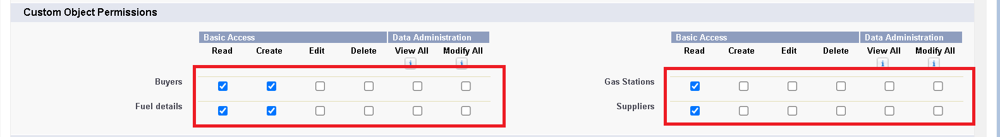 Custom Object Permissions
Basic Access Data Administration Basic Access Data Administration
Read Create Edit Delete View All Modify All Read Create Edit Delete View All Modify All
i i i i
Buyers Gas Stations
Fuel details Suppliers